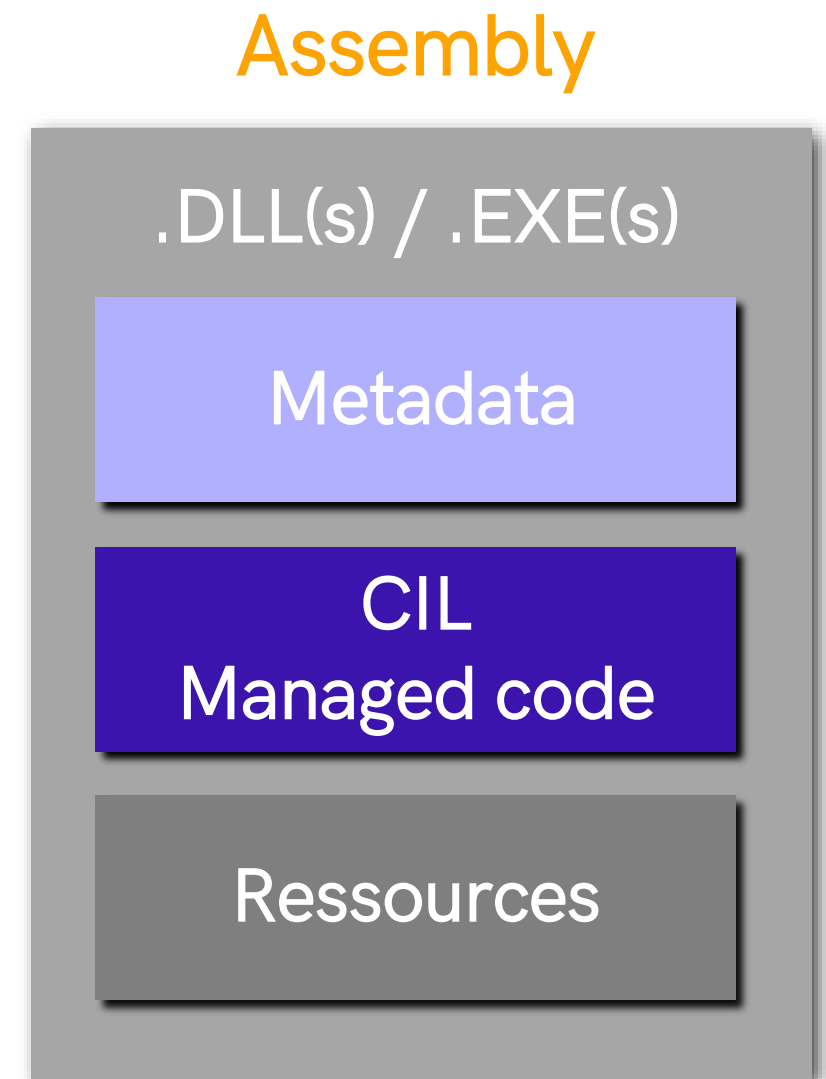 Assembly
.DLL(s) / .EXE(s)
Metadata
CIL
Managed code
Ressources